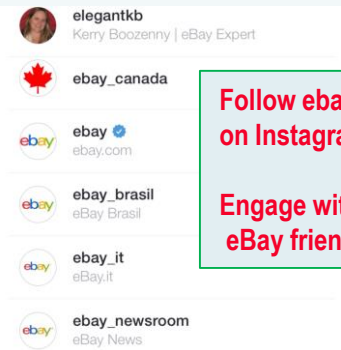 elegantkb
Kerry Boozenny | eBay Expert
ebay_canada
ebay
ebay
ebay.com
ebay
ebay_brasil
eBay Brasil
ebay
ebay_it
eBay.it
ebay
ebay_newsroom
eBay News
Follow eba
on Instagra
Engage wit
eBay frien